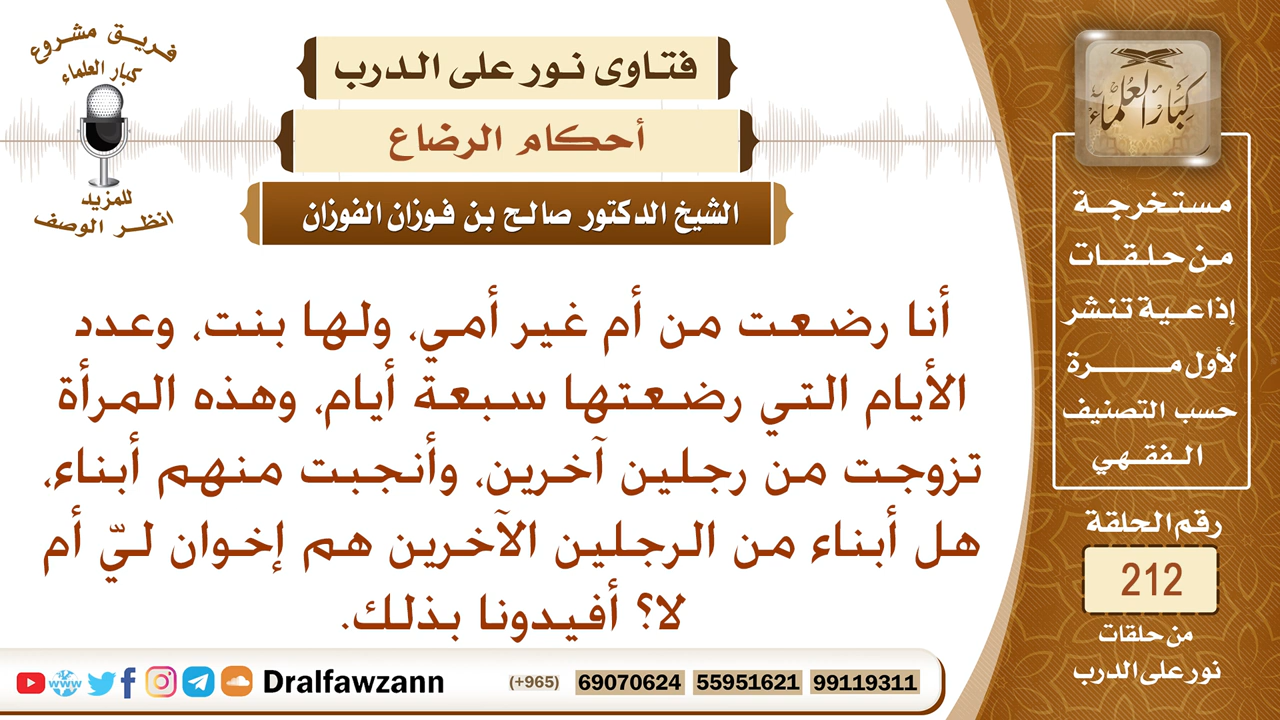 فريق مشروع
كبار العلماء
للمزيد
انظر الوصف
فتاوى نور على الدرب
أحكام الرضاع
الشيخ الدكتور صالح بن فوزان الفوزان
أنا رضعت من أم غير أمي، ولها بنت، وعدد
الأيام التي رضعتها سبعة أيام، وهذه المرأة
تزوجت من رجلين آخرين، وأنجبت منهم أبناء،
هل أبناء من الرجلين الآخرين هم إخوان ليّ أم
لا؟ أفيدونا بذلك.
كبار العلماء
مستخرجة
من حلقات
إذاعية تنشر
لأول مرة
حسب التصنيف
الفقهي
رقم الحلقة
212
من حلقات
نور على الدرب
www Dralfawzann (+965) 69070624 55951621 99119311